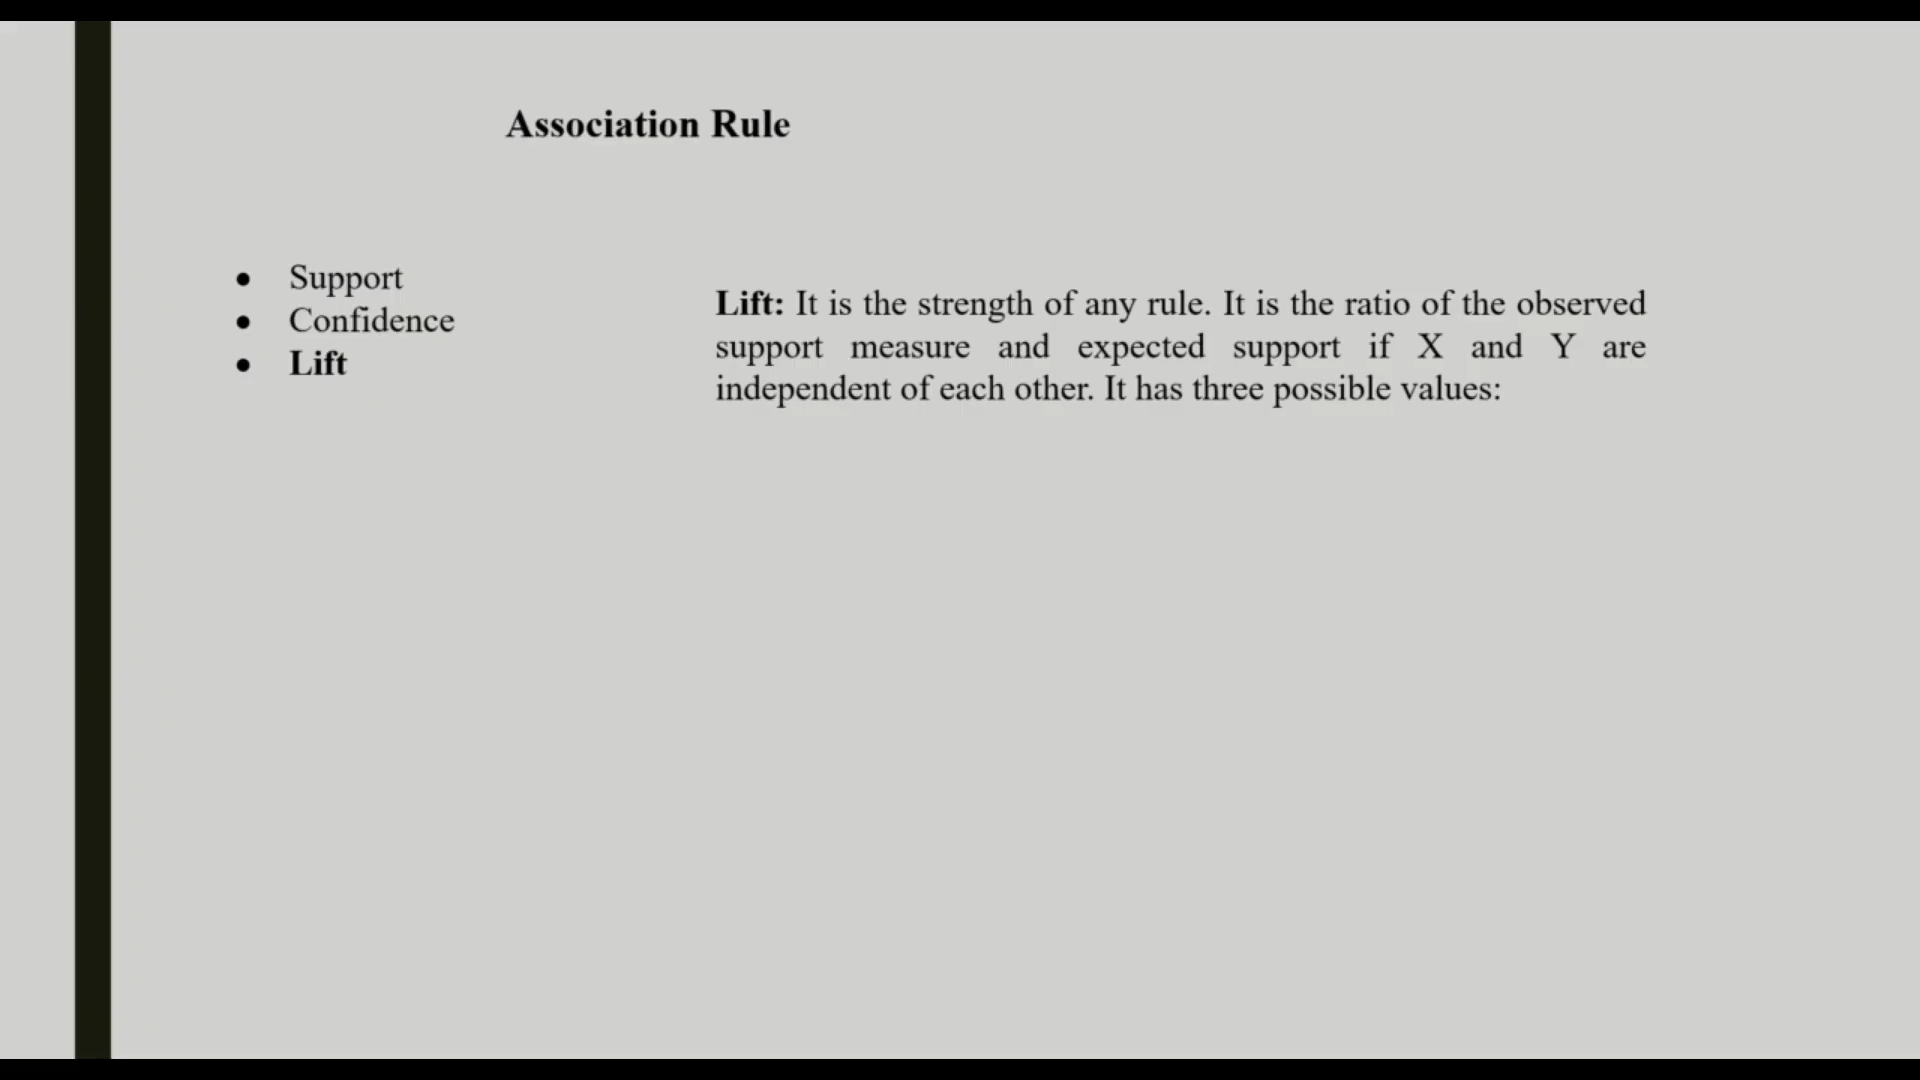 Association Rule
• Support
• Confidence
• Lift
Lift: It is the strength of any rule. It is the ratio of the observed
support measure and expected support if X and Y are
independent of each other. It has three possible values: